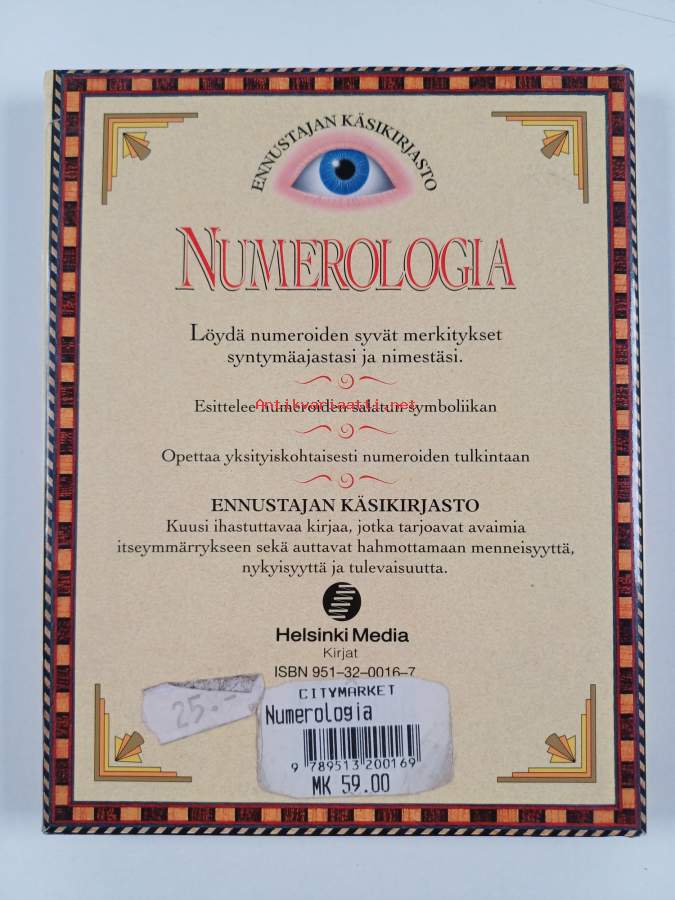 ENNUSTAJAN KÄSIKIRJASTO
NUMEROLOGIA
Löydä numeroiden syvät merkitykset
syntymäajastasi ja nimestäsi.
Esittelee numeroiden salatun symboliikan
Antikvariaatti.net
Opettaa yksityiskohtaisesti numeroiden tulkintaan
ENNUSTAJAN KÄSIKIRJASTO
Kuusi ihastuttavaa kirjaa, jotka tarjoavat avaimia
itseymmärrykseen sekä auttavat hahmottamaan menneisyyttä,
nykyisyyttä ja tulevaisuutta.
Helsinki Media
Kirjat
ISBN 951–32–0016–7
25.-
CITYMARKET
Numerologia
9 789513 200169
MK 59.00